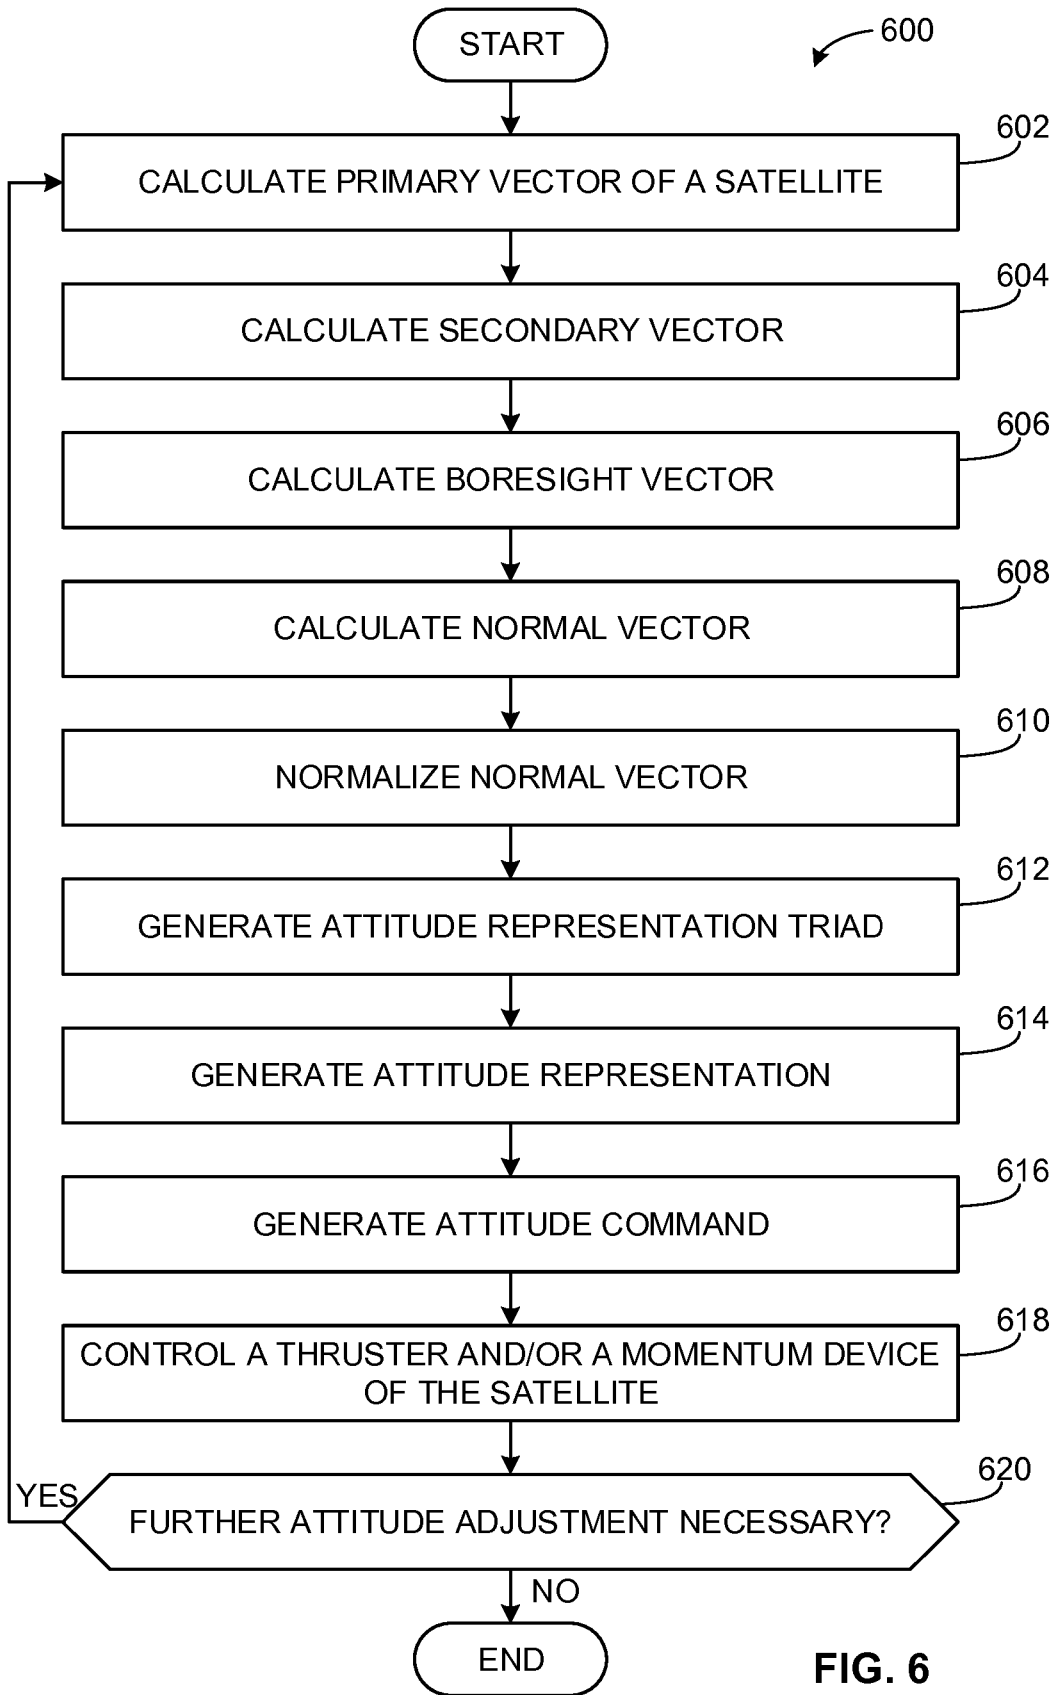 START
600
602
CALCULATE PRIMARY VECTOR OF A SATELLITE
604
CALCULATE SECONDARY VECTOR
606
CALCULATE BORESIGHT VECTOR
608
CALCULATE NORMAL VECTOR
610
NORMALIZE NORMAL VECTOR
612
GENERATE ATTITUDE REPRESENTATION TRIAD
614
GENERATE ATTITUDE REPRESENTATION
616
GENERATE ATTITUDE COMMAND
618
CONTROL A THRUSTER AND/OR A MOMENTUM DEVICE
OF THE SATELLITE
620
YES
FURTHER ATTITUDE ADJUSTMENT NECESSARY?
NO
END
FIG. 6